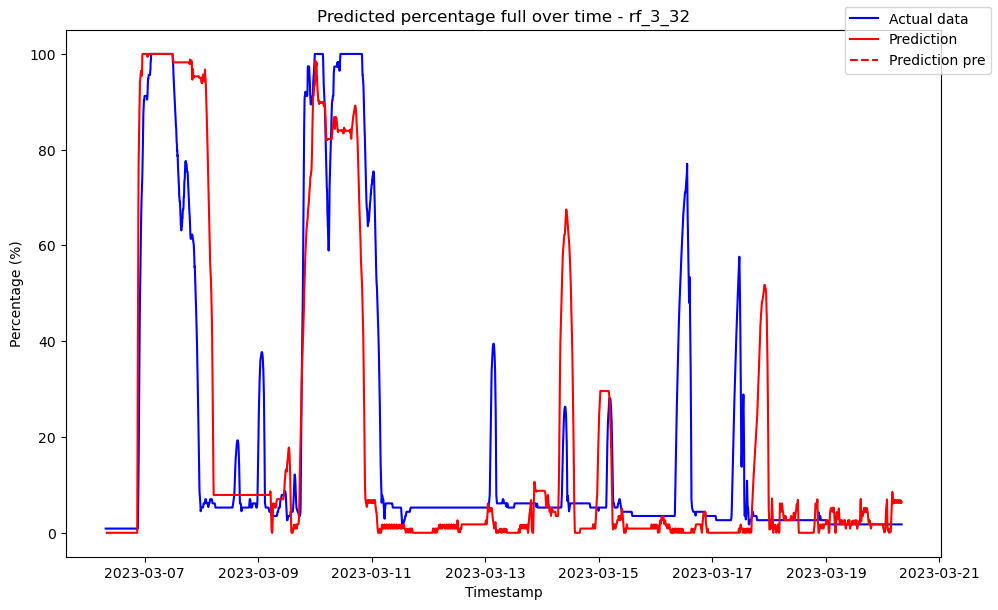 Predicted percentage full over time - rf_3_32
Actual data
Prediction
Prediction pre
Percentage (%)
100
80
60
40
20
0
2023-03-07 2023-03-09 2023-03-11 2023-03-13 2023-03-15 2023-03-17 2023-03-19 2023-03-21
Timestamp